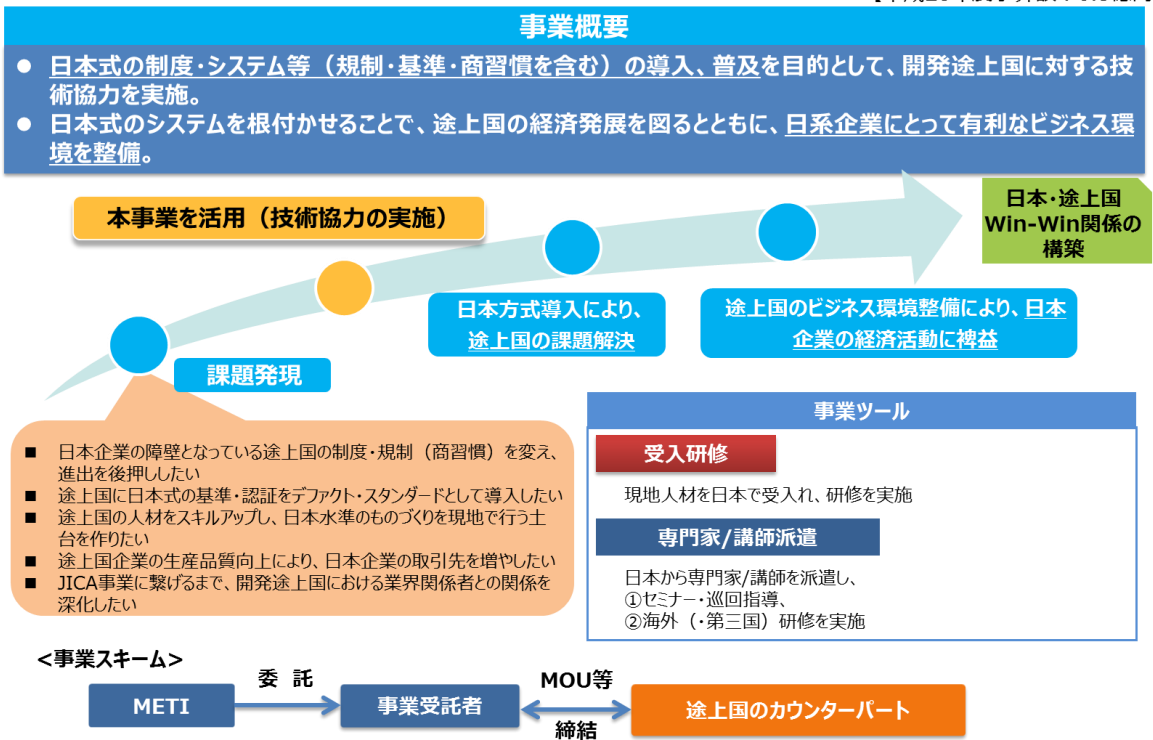 事業概要
● 日本式の制度・システム等（規制・基準・商習慣を含む）の導入、普及を目的として、開発途上国に対する技
術協力を実施。
● 日本式のシステムを根付かせることで、途上国の経済発展を図るとともに、日系企業にとって有利なビジネス環
境を整備。
本事業を活用（技術協力の実施）
日本・途上国
Win-Win関係の
構築
日本方式導入により、
途上国の課題解決
途上国のビジネス環境整備により、日本
企業の経済活動に裨益
課題発現
■ 日本企業の障壁となっている途上国の制度・規制（商習慣）を変え、
進出を後押ししたい
■ 途上国に日本式の基準・認証をデファクト・スタンダードとして導入したい
■ 途上国の人材をスキルアップし、日本水準のものづくりを現地で行う土
台を作りたい
■ 途上国企業の生産品質向上により、日本企業の取引先を増やしたい
■ JICA事業に繋げるまで、開発途上国における業界関係者との関係を
深化したい
事業ツール
受入研修
現地人材を日本で受入れ、研修を実施
専門家/講師派遣
日本から専門家/講師を派遣し、
①セミナー・巡回指導、
②海外（・第三国）研修を実施
<事業スキーム>
METI
委 託
事業受託者
MOU等
締結
途上国のカウンターパート